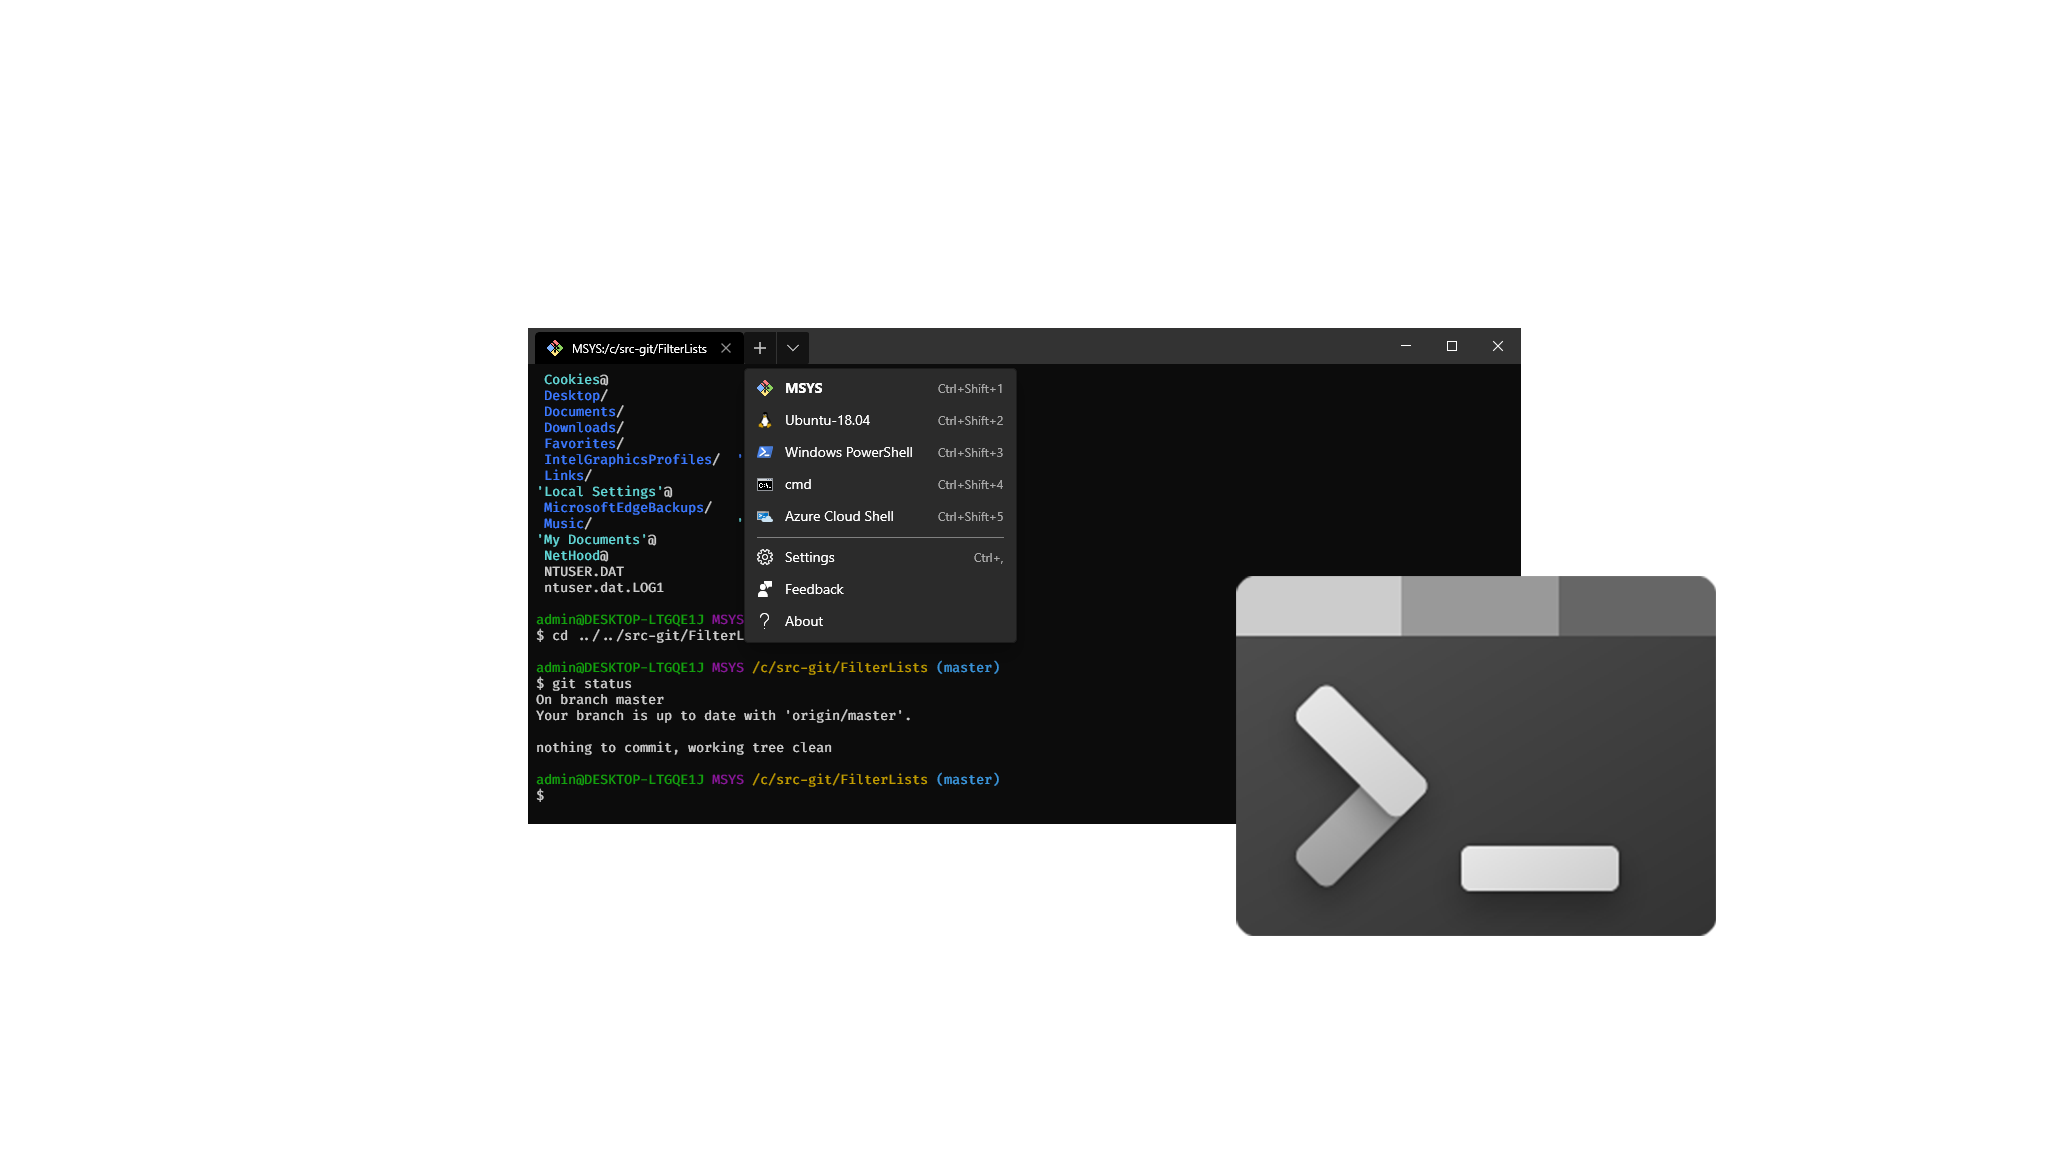 MSYS:/c/src-git/FilterLists
MSYS Ctrl+Shift+1
Ubuntu-18.04 Ctrl+Shift+2
Windows PowerShell Ctrl+Shift+3
cmd Ctrl+Shift+4
Azure Cloud Shell Ctrl+Shift+5
Settings Ctrl+,
Feedback
About
Cookies@
Desktop/
Documents/
Downloads/
Favorites/
IntelGraphicsProfiles/ '
Links/
'Local Settings'@
MicrosoftEdgeBackups/
Music/ '
'My Documents'@
NetHood@
NTUSER.DAT
ntuser.dat.LOG1
admin@DESKTOP-LTGQE1J MSYS
$ cd ../../src-git/FilterL
admin@DESKTOP-LTGQE1J MSYS /c/src-git/FilterLists (master)
$ git status
On branch master
Your branch is up to date with 'origin/master'.
nothing to commit, working tree clean
admin@DESKTOP-LTGQE1J MSYS /c/src-git/FilterLists (master)
$